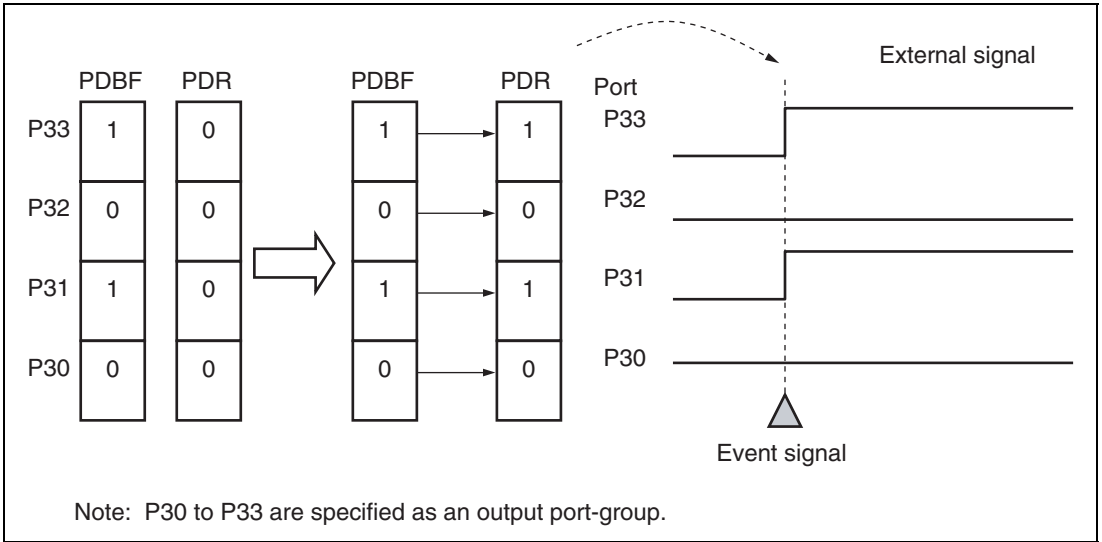 External signal
PDBF PDR PDBF PDR Port
P33 1 0 1 1 P33
P32 0 0 0 0 P32
P31 1 0 1 1 P31
P30 0 0 0 0 P30
Event signal
Note: P30 to P33 are specified as an output port-group.